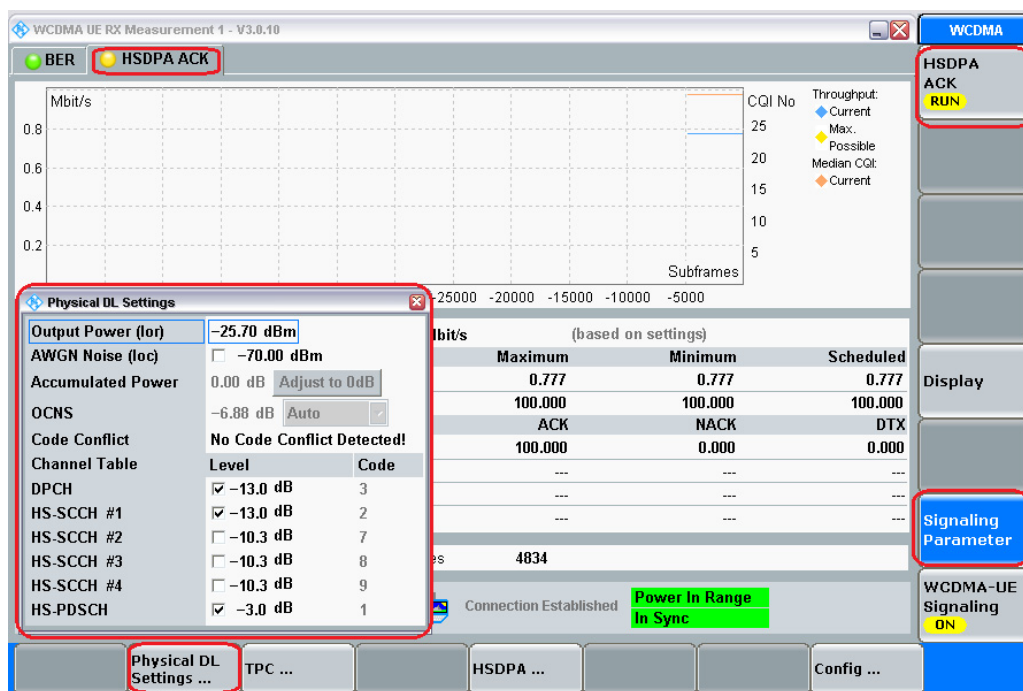 WCDMA UE RX Measurement 1 - V3.0.10
WCDMA
BER
HSDPA ACK
HSDPA
ACK
RUN
Mbit/s
CQI No
Throughput:
Current
Max.
Possible
Median CQI:
Current
0.8
0.6
0.4
0.2
25
20
15
10
5
Subframes
-25000 -20000 -15000 -10000 -5000
Physical DL Settings
Output Power (Ior) -25.70 dBm
AWGN Noise (Ioc) -70.00 dBm
Accumulated Power 0.00 dB Adjust to 0dB
OCNS -6.88 dB Auto
Code Conflict No Code Conflict Detected!
Channel Table Level Code
DPCH -13.0 dB 3
HS-SCCH #1 -13.0 dB 2
HS-SCCH #2 -10.3 dB 7
HS-SCCH #3 -10.3 dB 8
HS-SCCH #4 -10.3 dB 9
HS-PDSCH -3.0 dB 1
(based on settings)
Maximum Minimum Scheduled
0.777 0.777 0.777
100.000 100.000 100.000
ACK NACK DTX
100.000 0.000 0.000
--- --- ---
--- --- ---
--- --- ---
4834
Connection Established
Power In Range
In Sync
Display
Signaling
Parameter
WCDMA-UE
Signaling
ON
Physical DL
Settings ...
TPC ...
HSDPA ...
Config ...